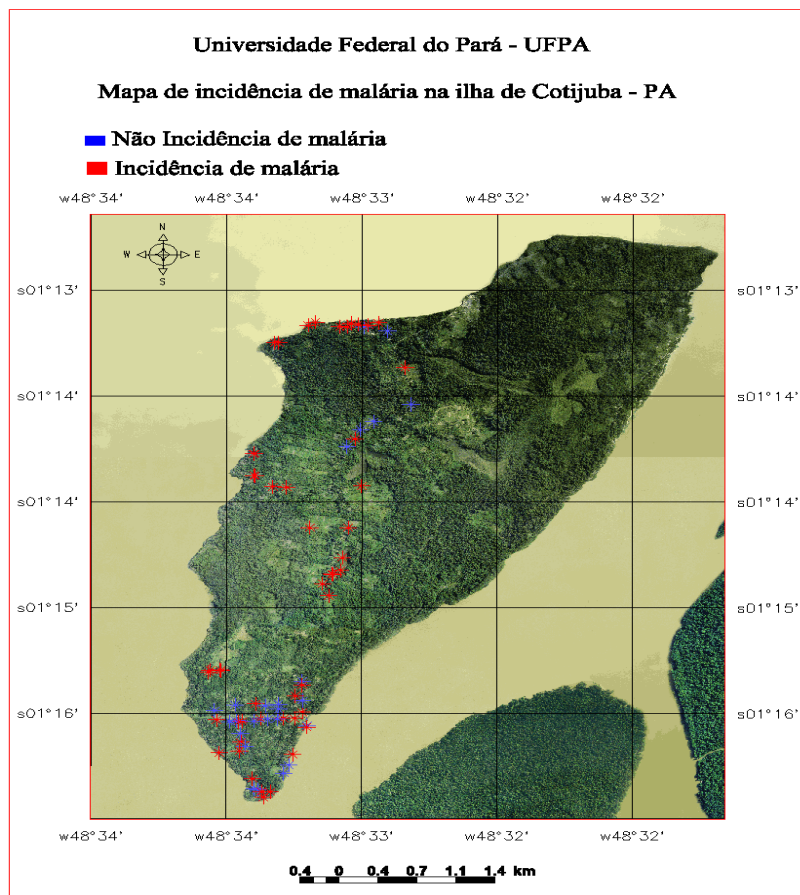 Universidade Federal do Pará - UFPA
Mapa de incidência de malária na ilha de Cotijuba - PA
Não Incidência de malária
Incidência de malária
w48°34' w48°34' w48°33' w48°32' w48°32'
N
W E
S
s01°13' s01°13'
s01°14' s01°14'
s01°14' s01°14'
s01°15' s01°15'
s01°16' s01°16'
w48°34' w48°34' w48°33' w48°32' w48°32'
0.4 0 0.4 0.7 1.1 1.4 km